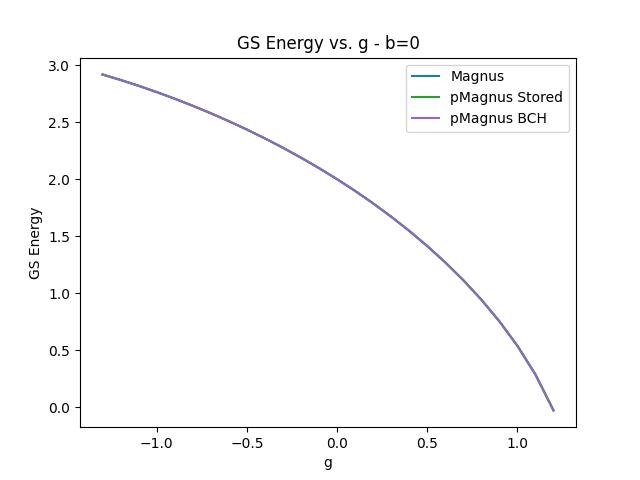 GS Energy vs. g - b=0
Magnus
pMagnus Stored
pMagnus BCH
GS Energy
3.0
2.5
2.0
1.5
1.0
0.5
0.0
−1.0
−0.5
0.0
0.5
1.0
g